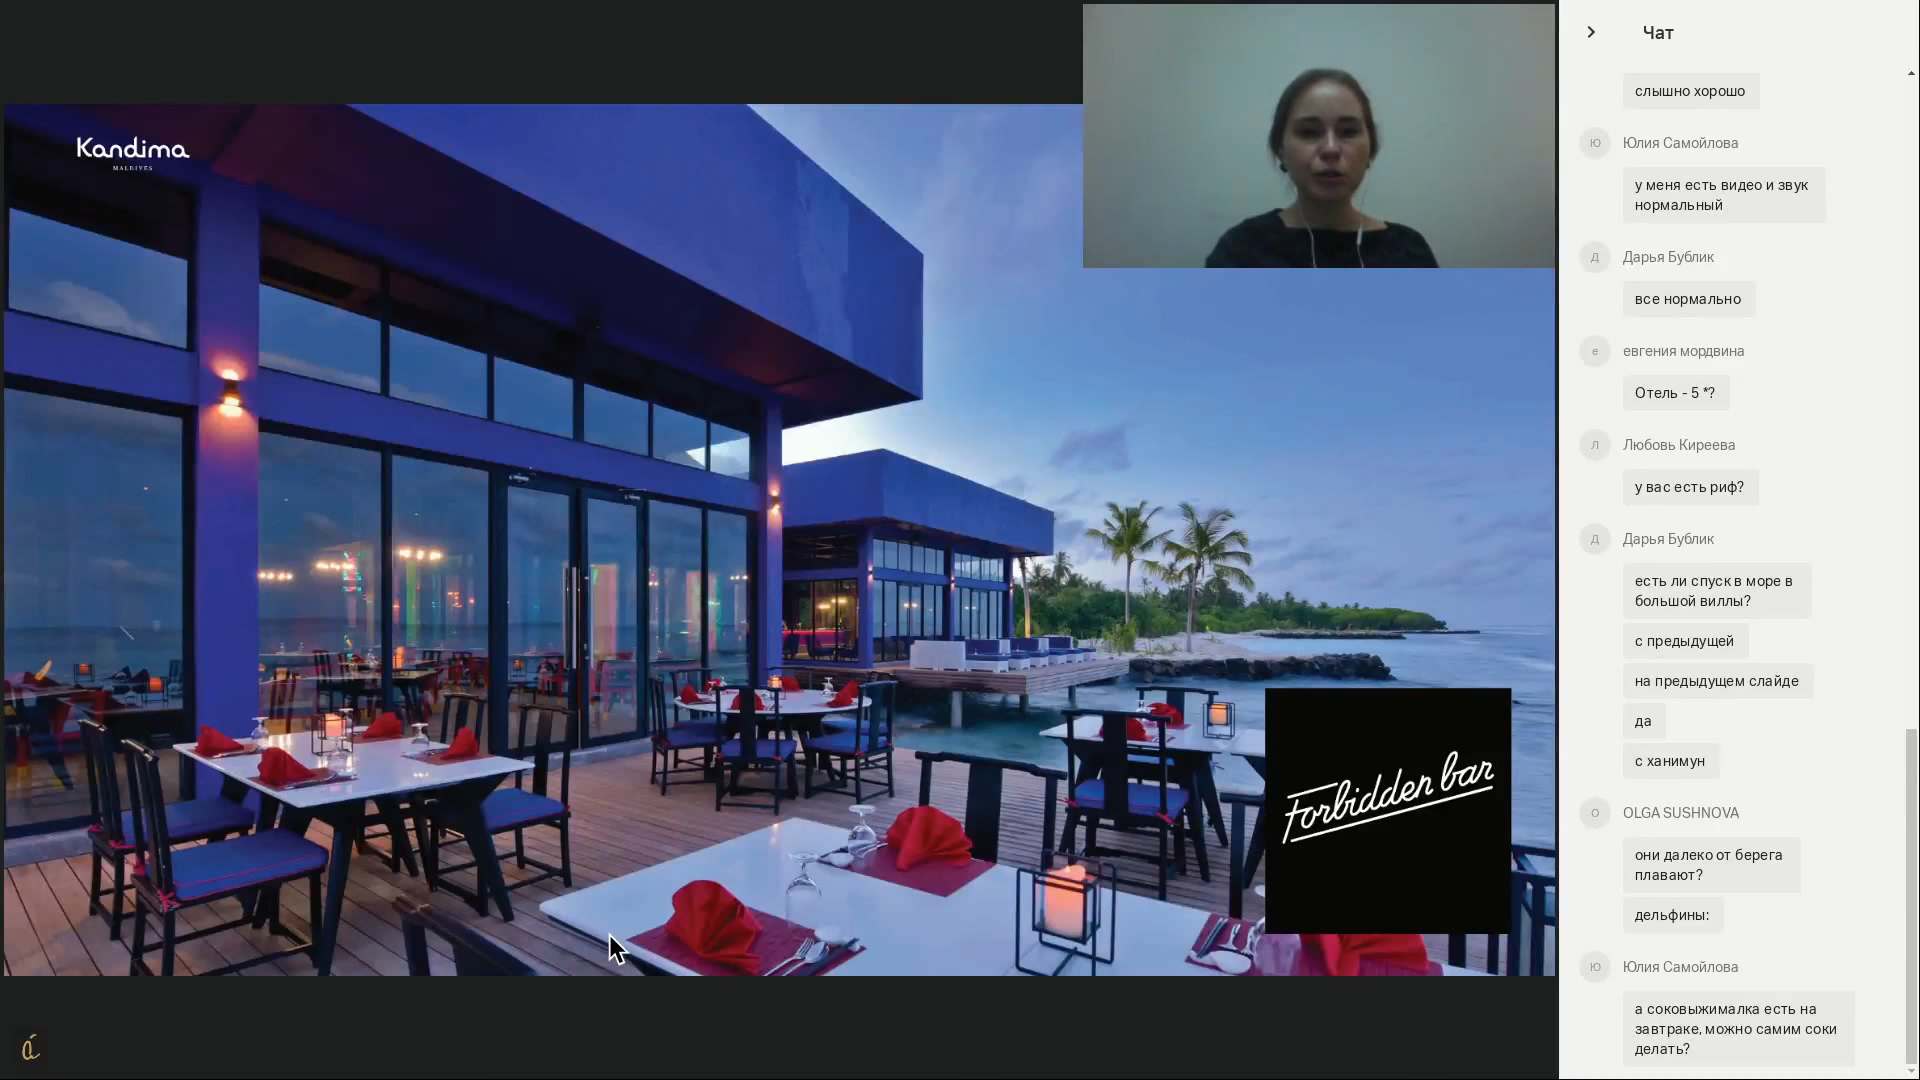 Kandima
MALDIVES
Forbidden bar
Чат
слышно хорошо
Ю
Юлия Самойлова
у меня есть видео и звук
нормальный
Д
Дарья Бублик
все нормально
е
евгения мордвина
Отель - 5 *?
Л
Любовь Киреева
у вас есть риф?
Д
Дарья Бублик
есть ли спуск в море в
большой виллы?
с предыдущей
на предыдущем слайде
да
с ханимун
O
OLGA SUSHNOVA
они далеко от берега
плавают?
дельфины:
Ю
Юлия Самойлова
а соковыжималка есть на
завтраке, можно самим соки
делать?
á